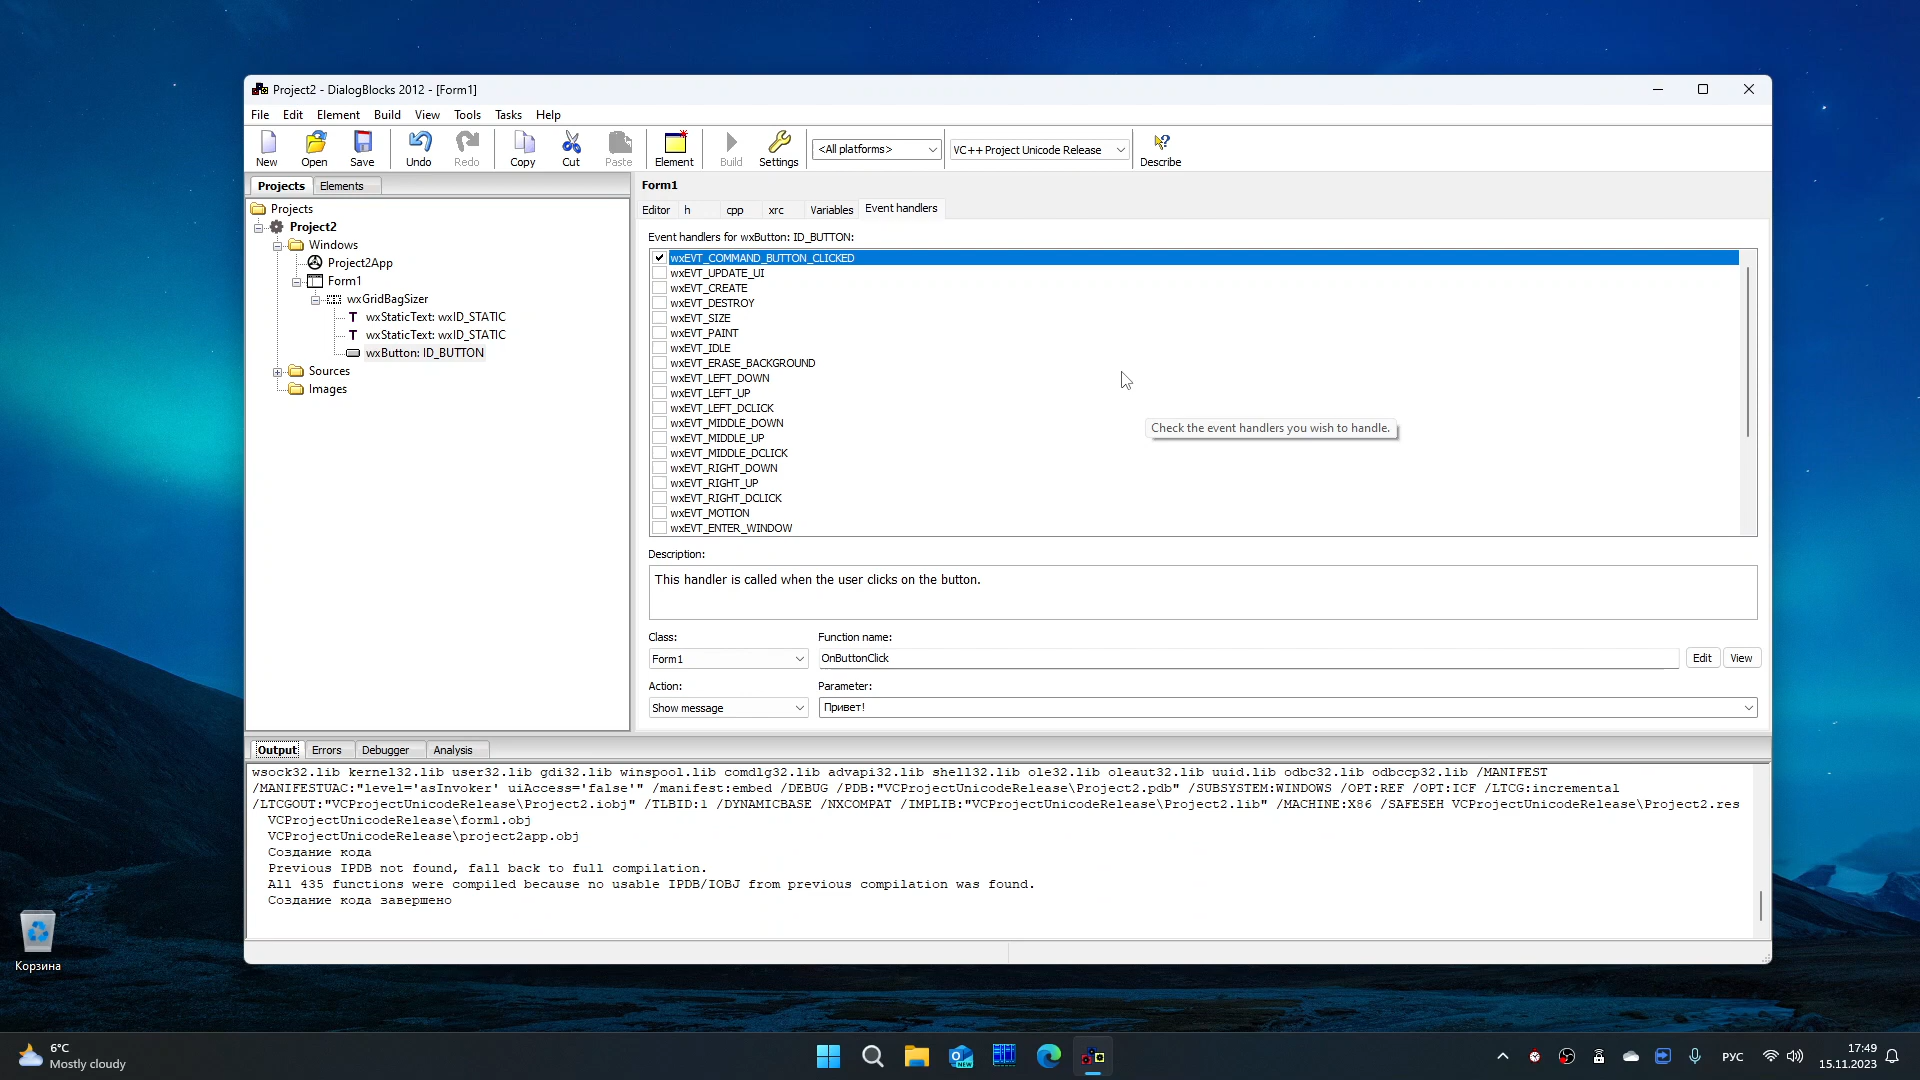 Project2 - DialogBlocks 2012 - [Form1]
File Edit Element Build View Tools Tasks Help
New Open Save Undo Redo Copy Cut Paste Element Build Settings <All platforms> VC++ Project Unicode Release Describe
Projects Elements
Projects
Project2
Windows
Project2App
Form1
wxGridBagSizer
wxStaticText: wxID_STATIC
wxStaticText: wxID_STATIC
wxButton: ID_BUTTON
Sources
Images
Form1
Editor h cpp xrc Variables Event handlers
Event handlers for wxButton: ID_BUTTON:
wxEVT_COMMAND_BUTTON_CLICKED
wxEVT_UPDATE_UI
wxEVT_CREATE
wxEVT_DESTROY
wxEVT_SIZE
wxEVT_PAINT
wxEVT_IDLE
wxEVT_ERASE_BACKGROUND
wxEVT_LEFT_DOWN
wxEVT_LEFT_UP
wxEVT_LEFT_DCLICK
wxEVT_MIDDLE_DOWN
wxEVT_MIDDLE_UP
wxEVT_MIDDLE_DCLICK
wxEVT_RIGHT_DOWN
wxEVT_RIGHT_UP
wxEVT_RIGHT_DCLICK
wxEVT_MOTION
wxEVT_ENTER_WINDOW
Check the event handlers you wish to handle.
Description:
This handler is called when the user clicks on the button.
Class: Function name:
Form1 OnButtonClick Edit View
Action: Parameter:
Show message Привет!
Output Errors Debugger Analysis
wsock32.lib kernel32.lib user32.lib gdi32.lib winspool.lib comdlg32.lib advapi32.lib shell32.lib ole32.lib oleaut32.lib uuid.lib odbc32.lib odbccp32.lib /MANIFEST
/MANIFESTUAC:"level='asInvoker' uiAccess='false'" /manifest:embed /DEBUG /PDB:"VCProjectUnicodeRelease\Project2.pdb" /SUBSYSTEM:WINDOWS /OPT:REF /OPT:ICF /LTCG:incremental
/LTCGOUT:"VCProjectUnicodeRelease\Project2.iobj" /TLBID:1 /DYNAMICBASE /NXCOMPAT /IMPLIB:"VCProjectUnicodeRelease\Project2.lib" /MACHINE:X86 /SAFESEH VCProjectUnicodeRelease\Project2.res
VCProjectUnicodeRelease\form1.obj
VCProjectUnicodeRelease\project2app.obj
Создание кода
Previous IPDB not found, fall back to full compilation.
All 435 functions were compiled because no usable IPDB/IOBJ from previous compilation was found.
Создание кода завершено
Корзина
6°C
Mostly cloudy
NEW
РУС
17:49
15.11.2023